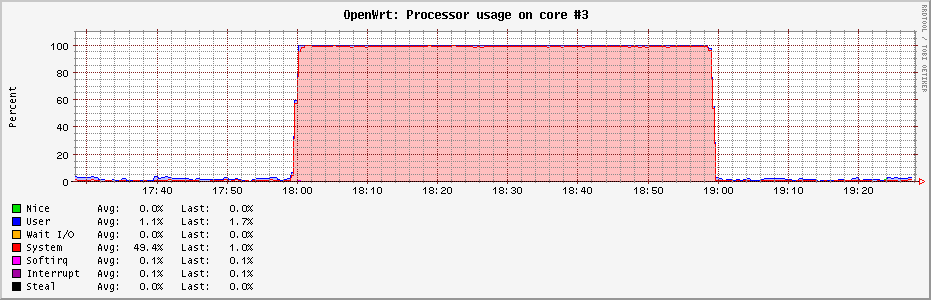 OpenWrt: Processor usage on core #3
RRDTOOL / TOBI OETIKER
Percent
100
80
60
40
20
0
17:40 17:50 18:00 18:10 18:20 18:30 18:40 18:50 19:00 19:10 19:20
Nice Avg: 0.0% Last: 0.0%
User Avg: 1.1% Last: 1.7%
Wait I/O Avg: 0.0% Last: 0.0%
System Avg: 49.4% Last: 1.0%
Softirq Avg: 0.1% Last: 0.1%
Interrupt Avg: 0.1% Last: 0.1%
Steal Avg: 0.0% Last: 0.0%